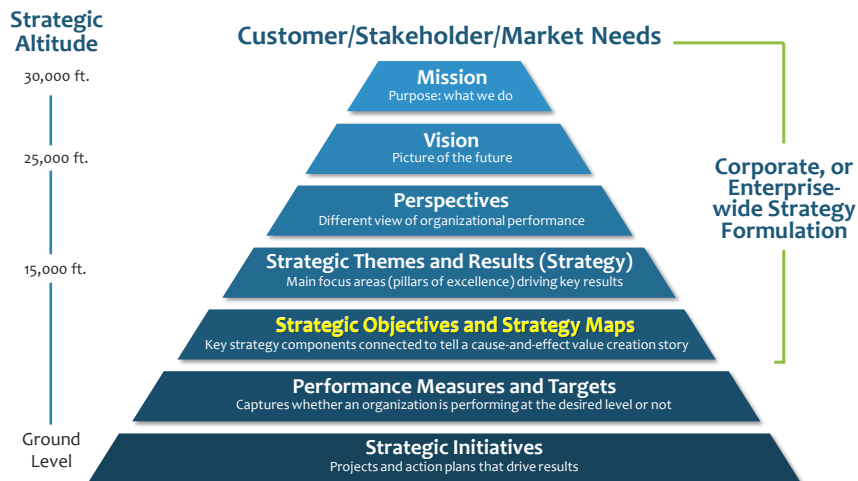 Strategic
Altitude
Customer/Stakeholder/Market Needs
30,000 ft.
Mission
Purpose: what we do
Vision
Picture of the future
25,000 ft.
Perspectives
Different view of organizational performance
Corporate, or
Enterprise-
wide Strategy
Formulation
Strategic Themes and Results (Strategy)
Main focus areas (pillars of excellence) driving key results
15,000 ft.
Strategic Objectives and Strategy Maps
Key strategy components connected to tell a cause-and-effect value creation story
Performance Measures and Targets
Captures whether an organization is performing at the desired level or not
Ground
Level
Strategic Initiatives
Projects and action plans that drive results